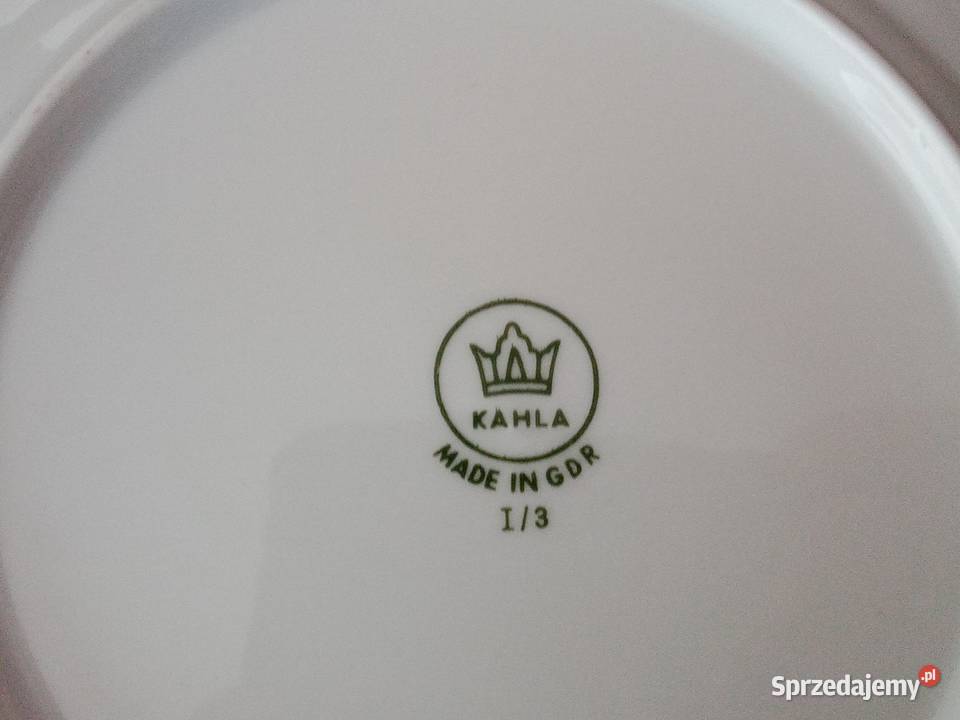 KAHLA
MADE IN GDR
I/3
Sprzedajemy.pl